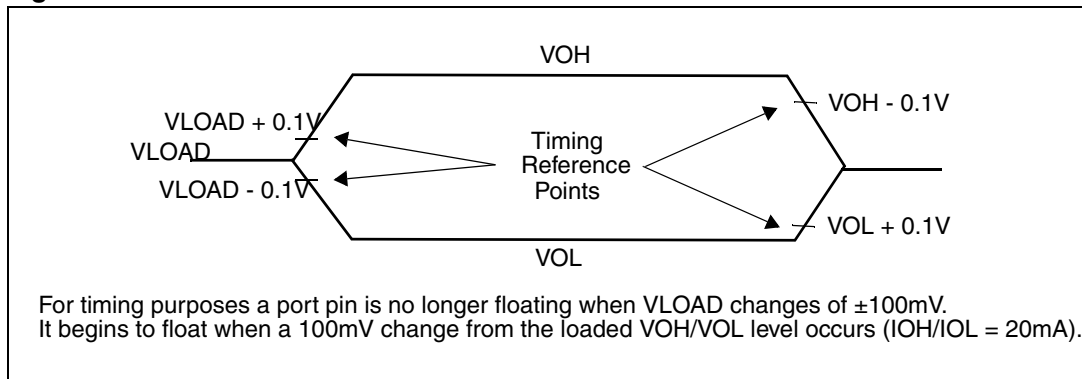 VOH
VLOAD + 0.1V
VOH - 0.1V
VLOAD
Timing
Reference
Points
VLOAD - 0.1V
VOL + 0.1V
VOL
For timing purposes a port pin is no longer floating when VLOAD changes of ±100mV.
It begins to float when a 100mV change from the loaded VOH/VOL level occurs (IOH/IOL = 20mA).